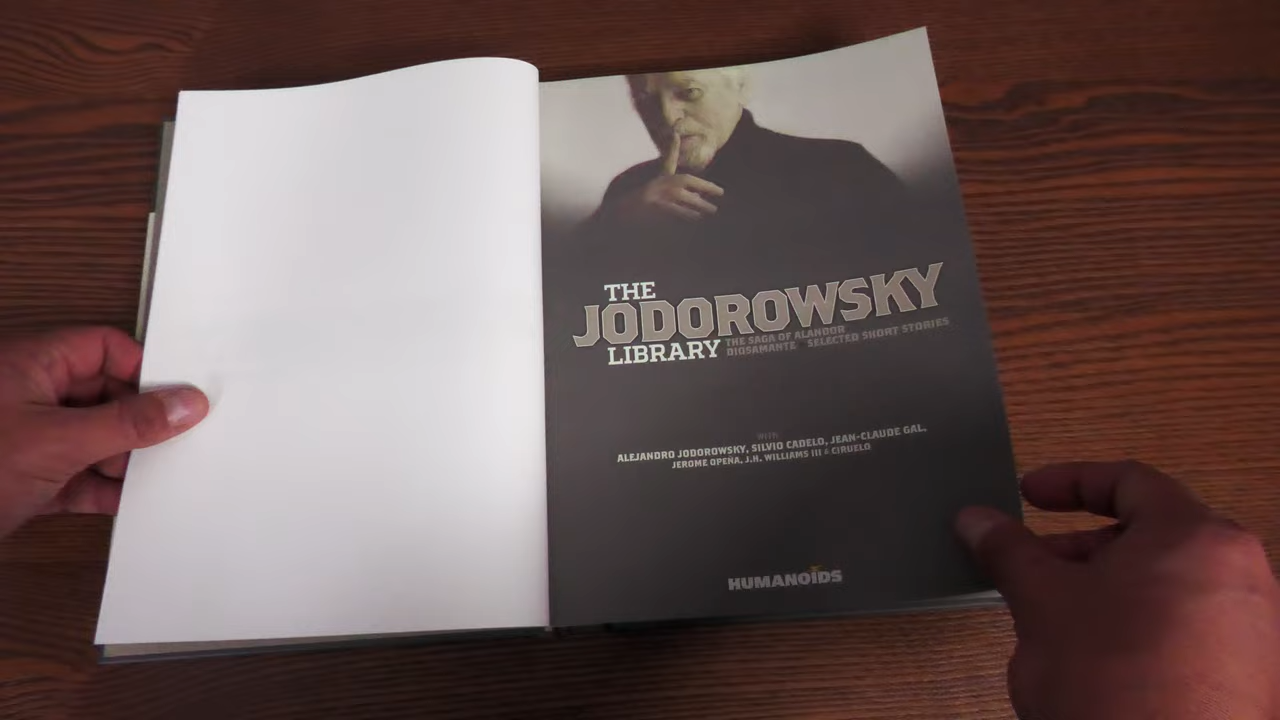 THE
JODOROWSKY
LIBRARY
THE SAGA OF ALANDOR
DIOSAMANTE SELECTED SHORT STORIES
WITH
ALEJANDRO JODOROWSKY, SILVIO CADELO, JEAN-CLAUDE GAL,
JEROME OPEÑA, J.H. WILLIAMS III & CIRUELO
HUMANOIDS